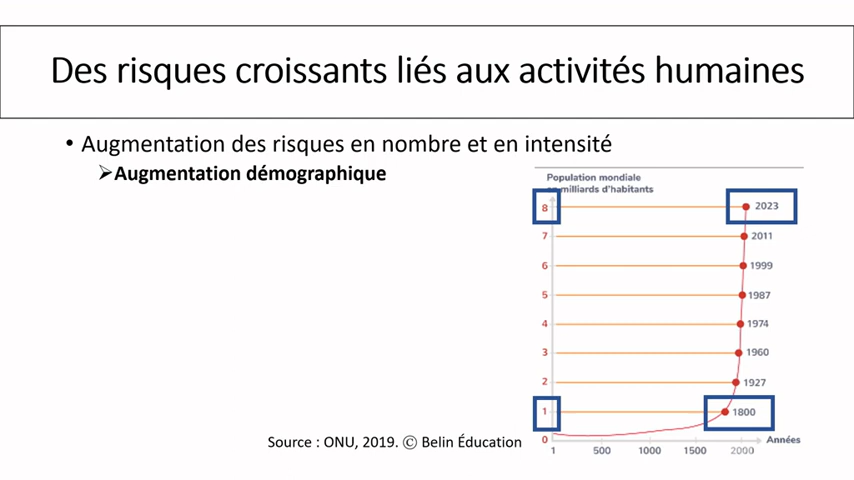 Des risques croissants liés aux activités humaines
• Augmentation des risques en nombre et en intensité
➢Augmentation démographique
Population mondiale
en milliards d'habitants
8 2023
7 2011
6 1999
5 1987
4 1974
3 1960
2 1927
1 1800
0 Années
1 500 1000 1500 2000
Source : ONU, 2019. © Belin Éducation